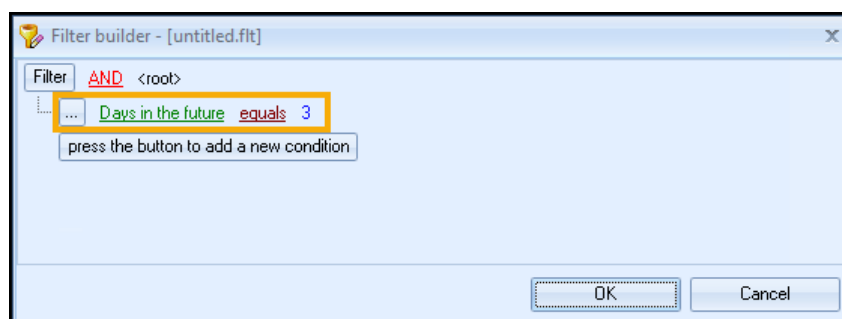 Filter builder - [untitled.flt]
Filter AND <root>
... Days in the future equals 3
press the button to add a new condition
OK Cancel